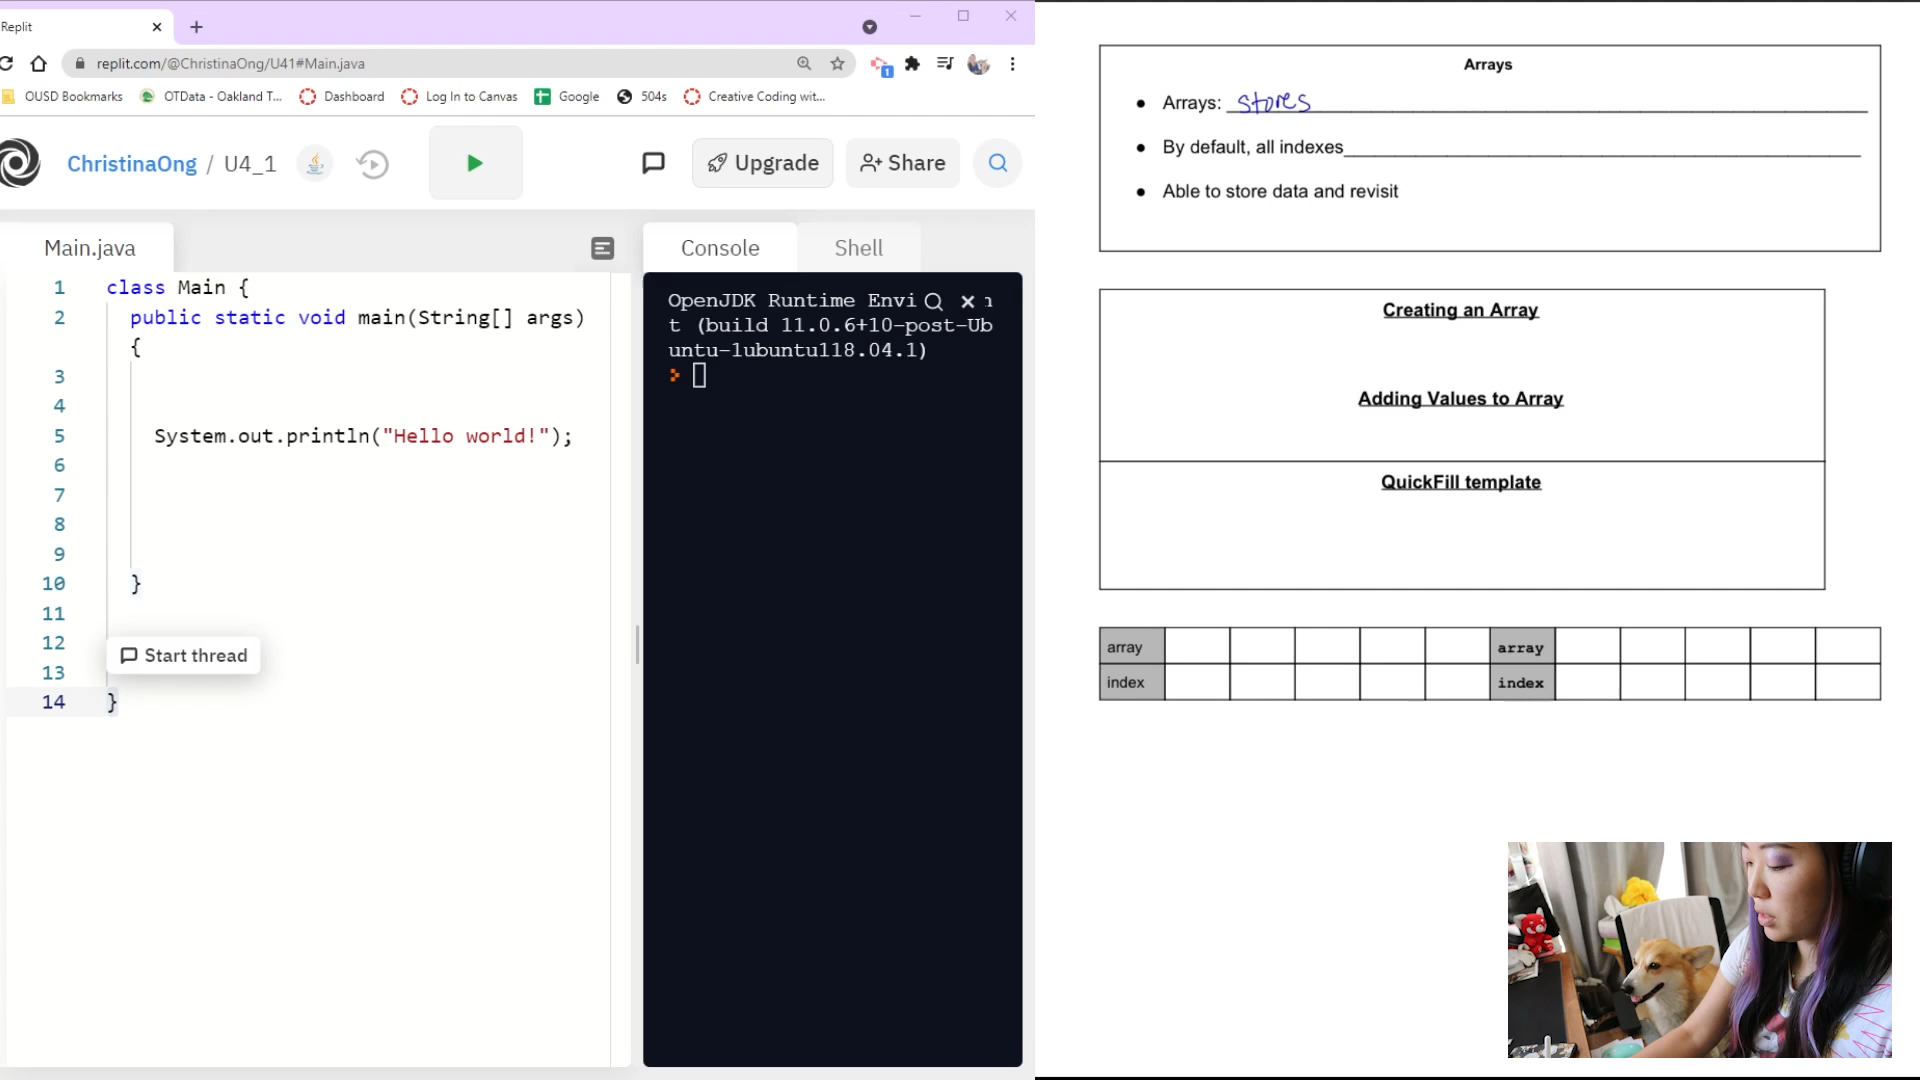 Replit
replit.com/@ChristinaOng/U41#Main.java
1
OUSD Bookmarks
OTData - Oakland T...
Dashboard
Log In to Canvas
Google
504s
Creative Coding wit...
ChristinaOng / U4_1
Upgrade
Share
Main.java
Console
Shell
1 class Main {
2 public static void main(String[] args)
{
3
4
5 System.out.println("Hello world!");
6
7
8
9
10 }
11
12
13
14 }
Start thread
OpenJDK Runtime Envi
t (build 11.0.6+10-post-Ub
untu-1ubuntu118.04.1)
>
Arrays
• Arrays: stores
• By default, all indexes
• Able to store data and revisit
Creating an Array
Adding Values to Array
QuickFill template
array array
index index